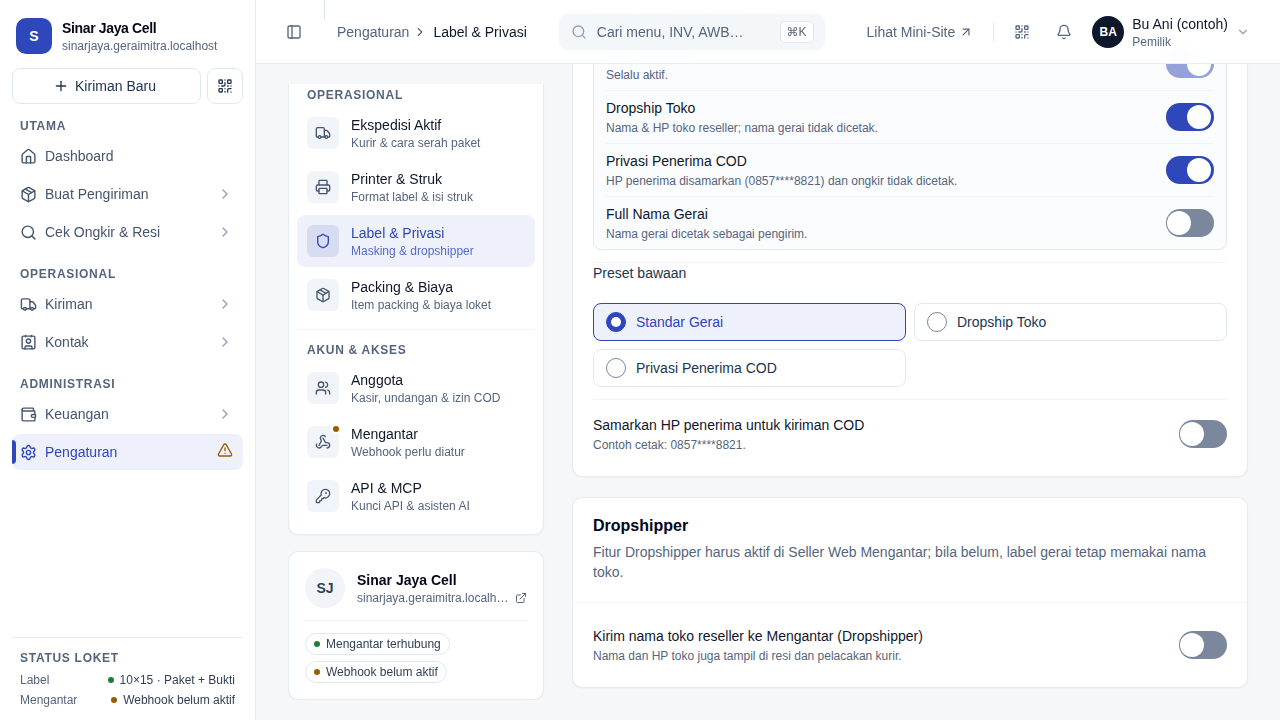 S
Sinar Jaya Cell
sinarjaya.geraimitra.localhost
Kiriman Baru
UTAMA
Dashboard
Buat Pengiriman
Cek Ongkir & Resi
OPERASIONAL
Kiriman
Kontak
ADMINISTRASI
Keuangan
Pengaturan
STATUS LOKET
Label
10×15 · Paket + Bukti
Mengantar
Webhook belum aktif
Pengaturan
Label & Privasi
Cari menu, INV, AWB…
⌘K
Lihat Mini-Site
BA
Bu Ani (contoh)
Pemilik
OPERASIONAL
Ekspedisi Aktif
Kurir & cara serah paket
Printer & Struk
Format label & isi struk
Label & Privasi
Masking & dropshipper
Packing & Biaya
Item packing & biaya loket
AKUN & AKSES
Anggota
Kasir, undangan & izin COD
Mengantar
Webhook perlu diatur
API & MCP
Kunci API & asisten AI
SJ
Sinar Jaya Cell
sinarjaya.geraimitra.localh…
Mengantar terhubung
Webhook belum aktif
Selalu aktif.
Dropship Toko
Nama & HP toko reseller; nama gerai tidak dicetak.
Privasi Penerima COD
HP penerima disamarkan (0857****8821) dan ongkir tidak dicetak.
Full Nama Gerai
Nama gerai dicetak sebagai pengirim.
Preset bawaan
Standar Gerai
Dropship Toko
Privasi Penerima COD
Samarkan HP penerima untuk kiriman COD
Contoh cetak: 0857****8821.
Dropshipper
Fitur Dropshipper harus aktif di Seller Web Mengantar; bila belum, label gerai tetap memakai nama
toko.
Kirim nama toko reseller ke Mengantar (Dropshipper)
Nama dan HP toko juga tampil di resi dan pelacakan kurir.